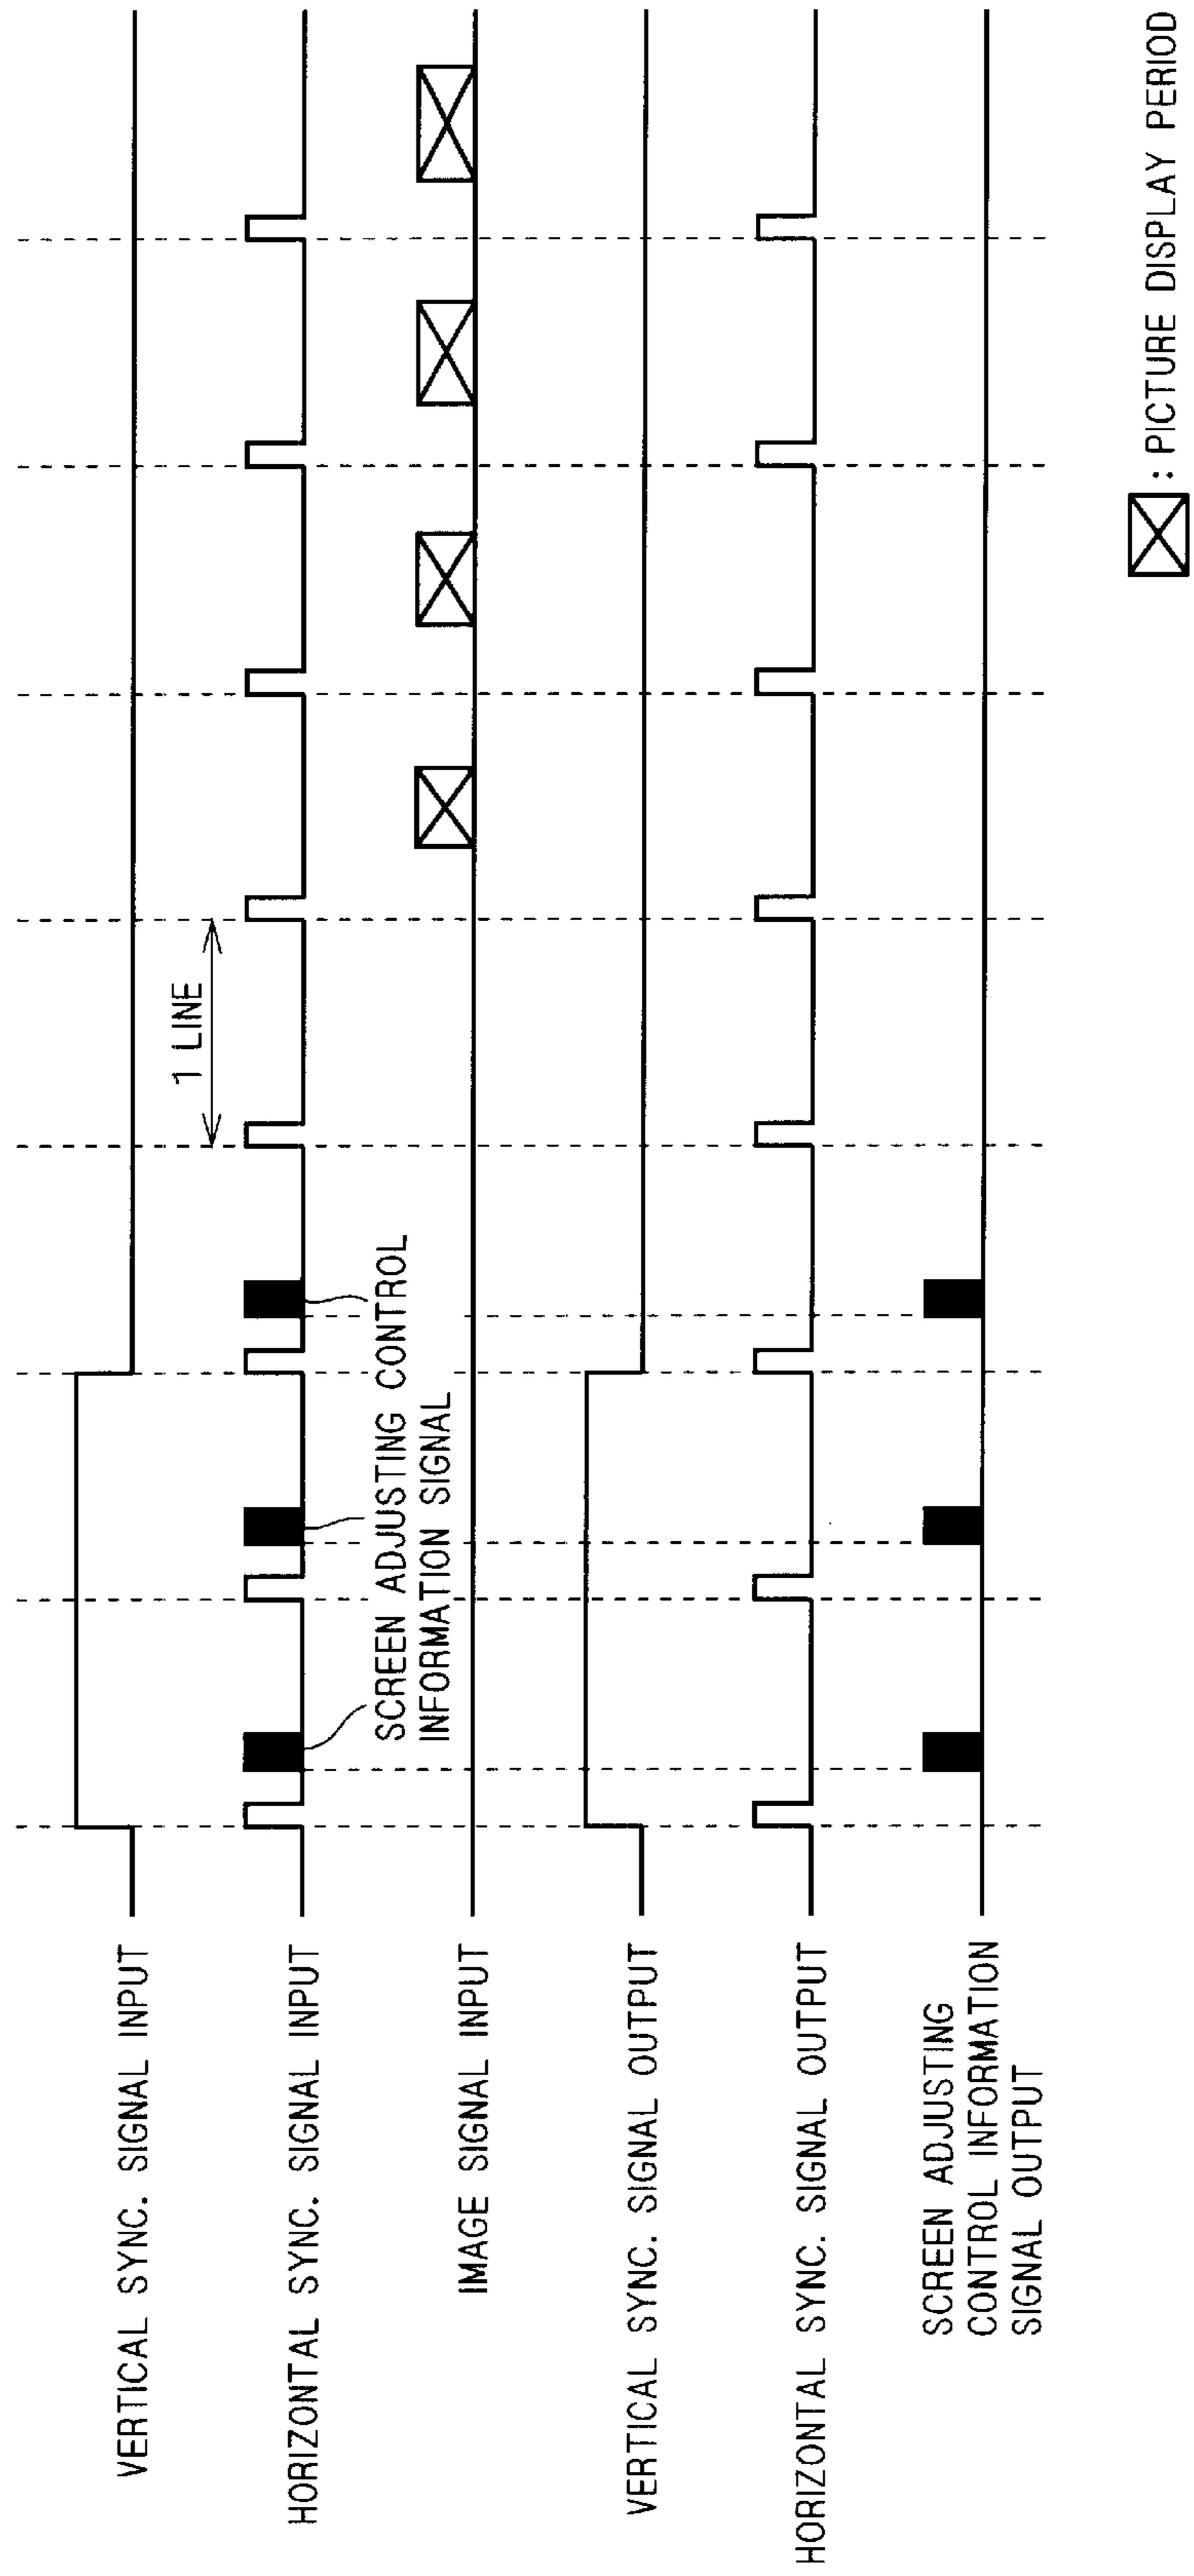 VERTICAL SYNC. SIGNAL INPUT
HORIZONTAL SYNC. SIGNAL INPUT
1 LINE
SCREEN ADJUSTING CONTROL
INFORMATION SIGNAL
IMAGE SIGNAL INPUT
VERTICAL SYNC. SIGNAL OUTPUT
HORIZONTAL SYNC. SIGNAL OUTPUT
SCREEN ADJUSTING
CONTROL INFORMATION
SIGNAL OUTPUT
: PICTURE DISPLAY PERIOD